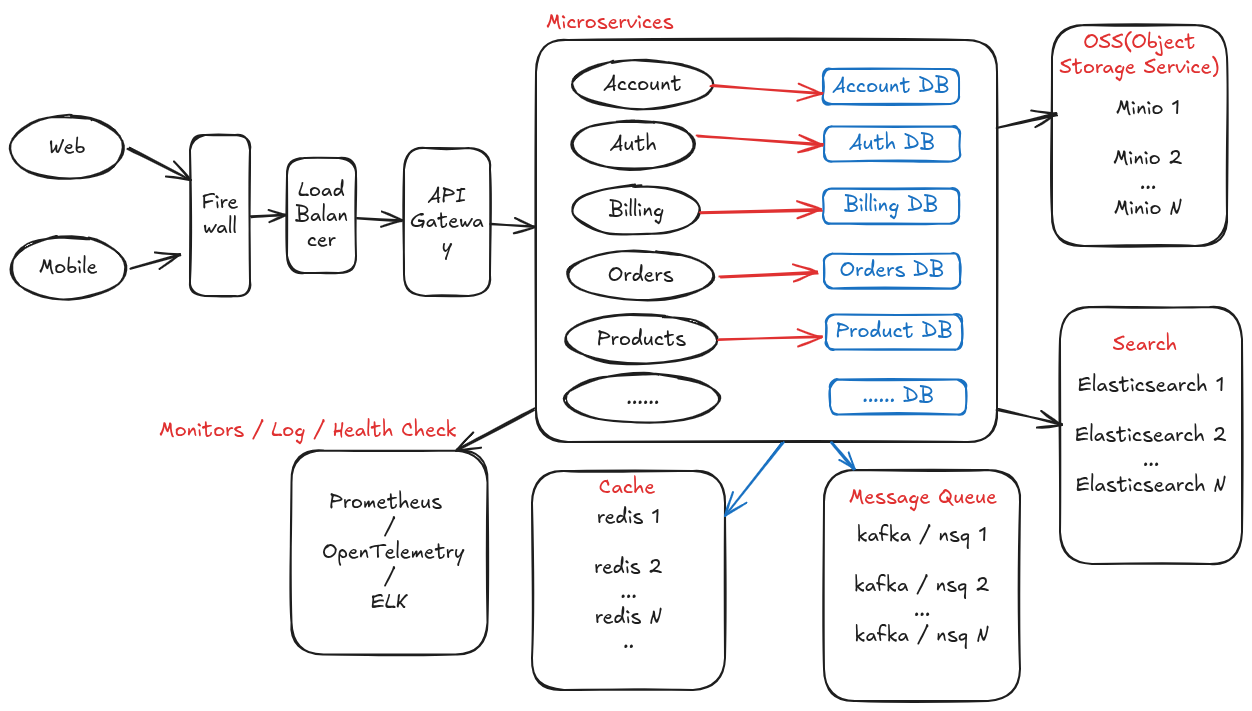 Microservices
Web
Mobile
Fire
wall
Load
Balan
cer
API
Gatewa
y
Account
Account DB
Auth
Auth DB
Billing
Billing DB
Orders
Orders DB
Products
Product DB
......
...... DB
OSS(Object
Storage Service)
Minio 1
Minio 2
...
Minio N
Search
Elasticsearch 1
Elasticsearch 2
...
Elasticsearch N
Monitors / Log / Health Check
Prometheus
/
OpenTelemetry
/
ELK
Cache
redis 1
redis 2
...
redis N
..
Message Queue
kafka / nsq 1
kafka / nsq 2
...
kafka / nsq N